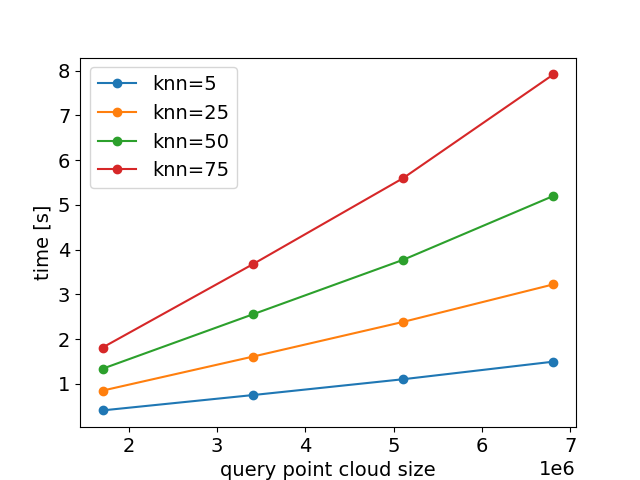 8
7
6
5
4
3
2
1
time [s]
knn=5
knn=25
knn=50
knn=75
2 3 4 5 6 7
1e6
query point cloud size